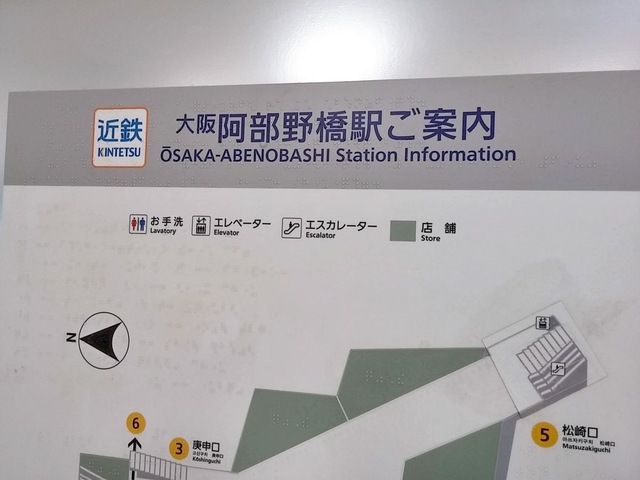 近鉄
KINTETSU
大阪阿部野橋駅ご案内
ŌSAKA-ABENOBASHI Station Information
お手洗
Lavatory
エレベーター
Elevator
エスカレーター
Escalator
店舗
Store
N
6
3
庚申口
Kōshinguchi
5
松崎口
Matsuzakiguchi